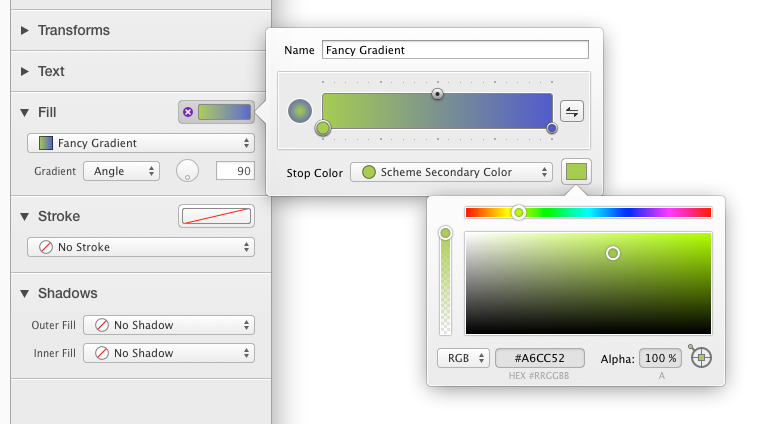 Transforms
Text
Fill
Fancy Gradient
Gradient Angle 90
Stroke
No Stroke
Shadows
Outer Fill No Shadow
Inner Fill No Shadow
Name Fancy Gradient
Stop Color Scheme Secondary Color
RGB #A6CC52 Alpha: 100 %
HEX #RRGGBB A